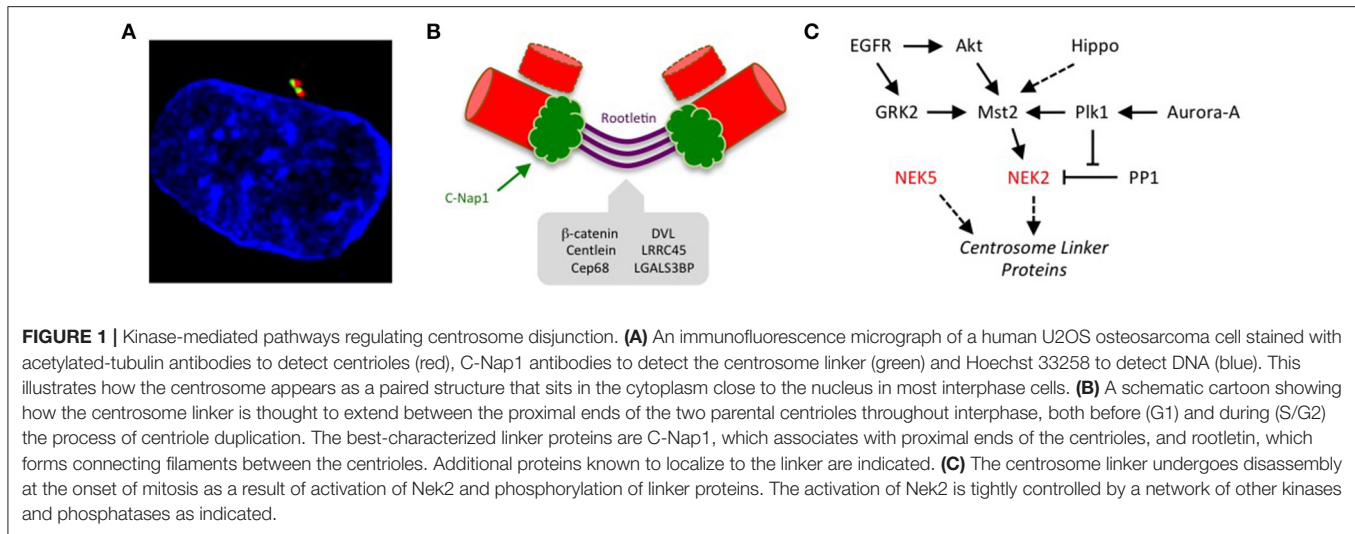 A
B
C
Rootletin
C-Nap1
β-catenin DVL
Centlein LRRC45
Cep68 LGALS3BP
EGFR Akt Hippo
GRK2 Mst2 Plk1 Aurora-A
NEK5 NEK2 PP1
Centrosome Linker
Proteins
FIGURE 1 | Kinase-mediated pathways regulating centrosome disjunction. (A) An immunofluorescence micrograph of a human U2OS osteosarcoma cell stained with
acetylated-tubulin antibodies to detect centrioles (red), C-Nap1 antibodies to detect the centrosome linker (green) and Hoechst 33258 to detect DNA (blue). This
illustrates how the centrosome appears as a paired structure that sits in the cytoplasm close to the nucleus in most interphase cells. (B) A schematic cartoon showing
how the centrosome linker is thought to extend between the proximal ends of the two parental centrioles throughout interphase, both before (G1) and during (S/G2)
the process of centriole duplication. The best-characterized linker proteins are C-Nap1, which associates with proximal ends of the centrioles, and rootletin, which
forms connecting filaments between the centrioles. Additional proteins known to localize to the linker are indicated. (C) The centrosome linker undergoes disassembly
at the onset of mitosis as a result of activation of Nek2 and phosphorylation of linker proteins. The activation of Nek2 is tightly controlled by a network of other kinases
and phosphatases as indicated.